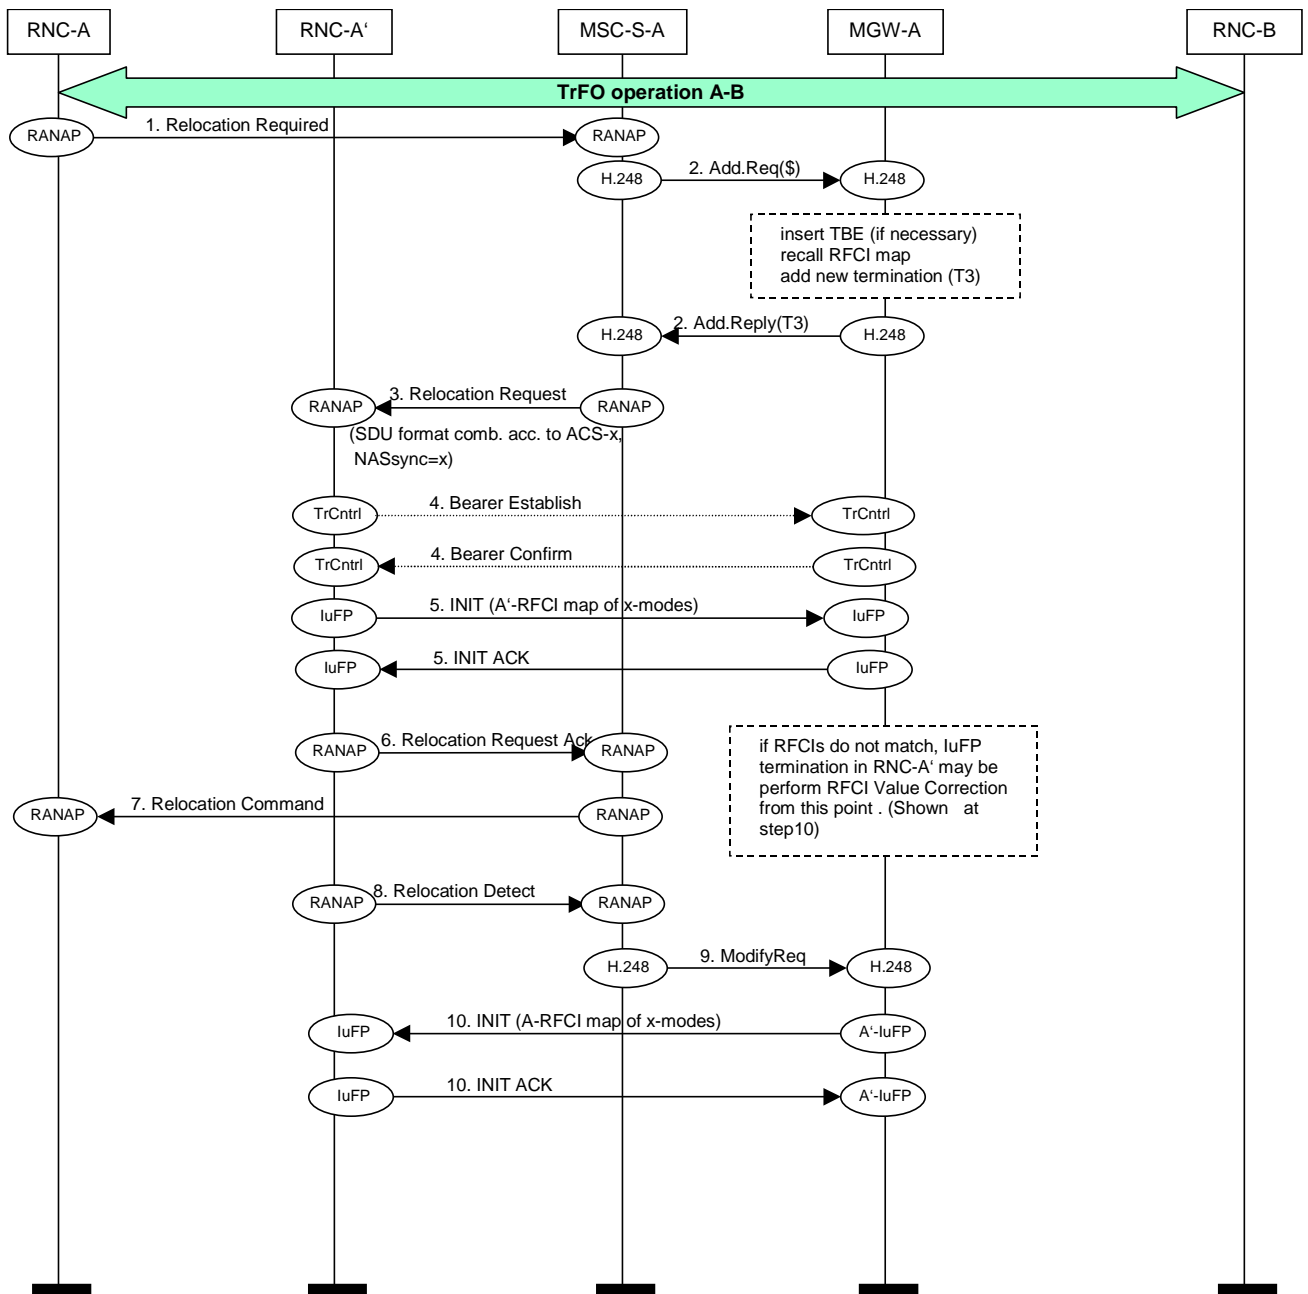 RNC-A
RNC-A‘
MSC-S-A
MGW-A
RNC-B
TrFO operation A-B
1. Relocation Required
RANAP
RANAP
2. Add.Req($)
H.248
H.248
insert TBE (if necessary)
recall RFCI map
add new termination (T3)
2. Add.Reply(T3)
H.248
H.248
3. Relocation Request
RANAP
RANAP
(SDU format comb. acc. to ACS-x,
NASsync=x)
4. Bearer Establish
TrCntrl
TrCntrl
4. Bearer Confirm
TrCntrl
TrCntrl
5. INIT (A‘-RFCI map of x-modes)
IuFP
IuFP
5. INIT ACK
IuFP
IuFP
6. Relocation Request Ack
RANAP
RANAP
if RFCIs do not match, IuFP
termination in RNC-A‘ may be
perform RFCI Value Correction
from this point . (Shown at
step10)
7. Relocation Command
RANAP
RANAP
8. Relocation Detect
RANAP
RANAP
9. ModifyReq
H.248
H.248
10. INIT (A-RFCI map of x-modes)
IuFP
A‘-IuFP
10. INIT ACK
IuFP
A‘-IuFP